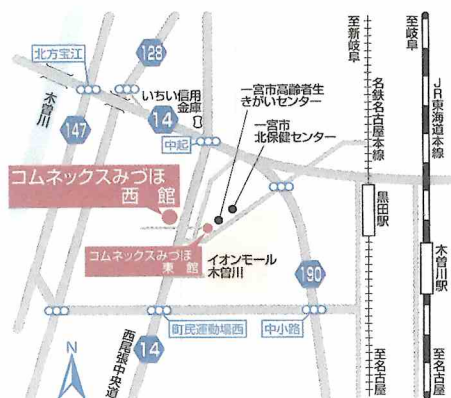 北方宝江
128
木曽川
147
いちい信用
金庫
14
中起
一宮市高齢者生
きがいセンター
一宮市
北保健センター
コムネックスみづほ
西 館
コムネックスみづほ
東 館
イオンモール
木曽川
190
町民運動場西
中小路
14
西尾張中央道
N
至新岐阜
名鉄名古屋本線
黒田駅
至名古屋
至岐阜
JR東海道本線
木曽川駅
至名古屋